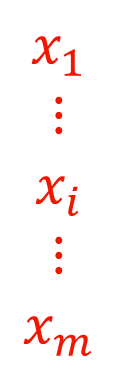 x₁
⋮
xᵢ
⋮
xₘ